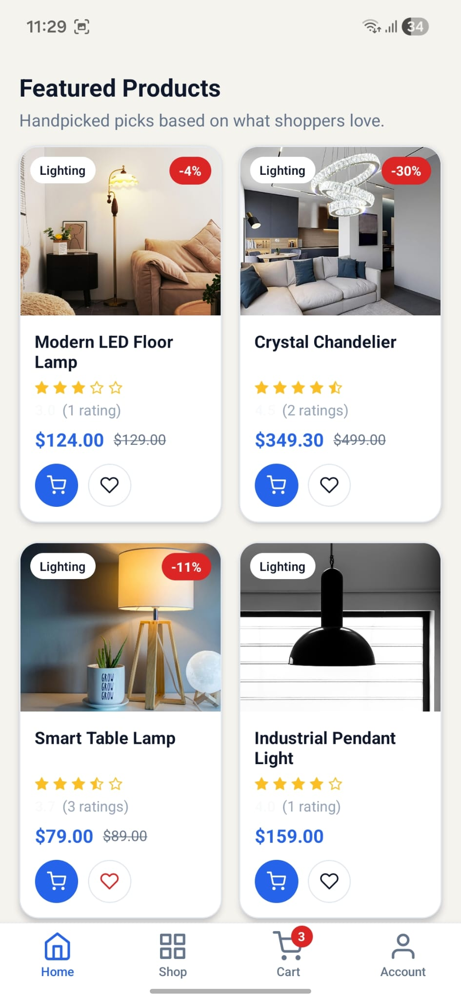 11:29
34
Featured Products
Handpicked picks based on what shoppers love.
Lighting
-4%
Modern LED Floor
Lamp
3.0 (1 rating)
$124.00 $129.00
Lighting
-30%
Crystal Chandelier
4.5 (2 ratings)
$349.30 $499.00
Lighting
-11%
GROW
GROW
GROW
Smart Table Lamp
3.7 (3 ratings)
$79.00 $89.00
Lighting
Industrial Pendant
Light
4.0 (1 rating)
$159.00
Home
Shop
3
Cart
Account